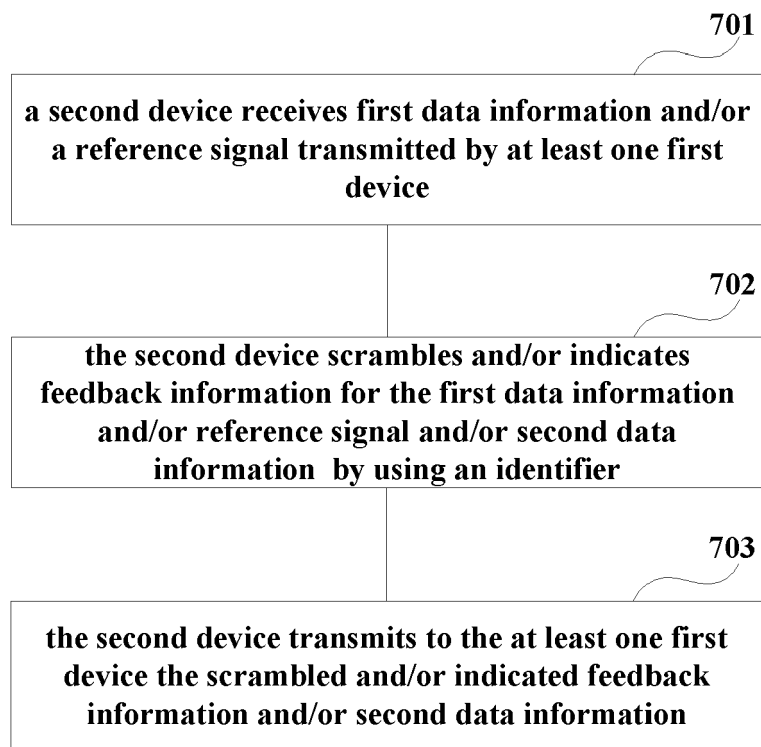 701
a second device receives first data information and/or
a reference signal transmitted by at least one first
device
702
the second device scrambles and/or indicates
feedback information for the first data information
and/or reference signal and/or second data
information by using an identifier
703
the second device transmits to the at least one first
device the scrambled and/or indicated feedback
information and/or second data information